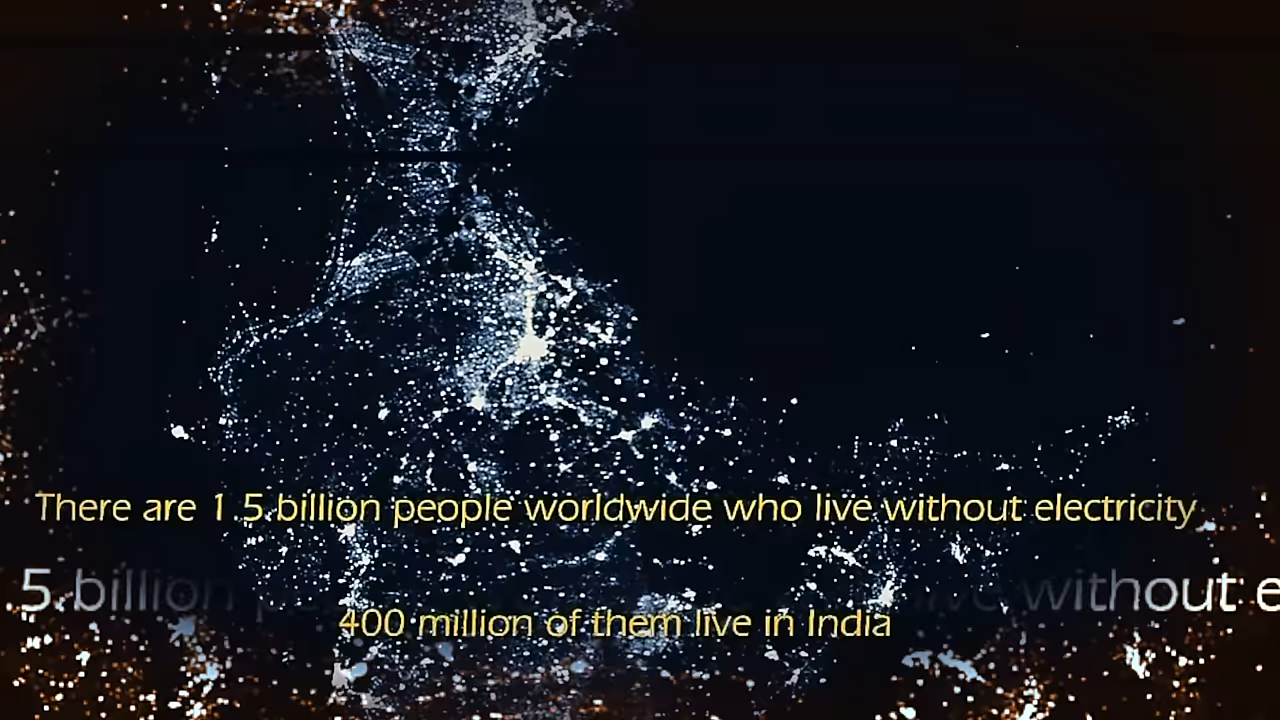 There are 1.5 billion people worldwide who live without electricity
.5 billion live without e
400 million of them live in India